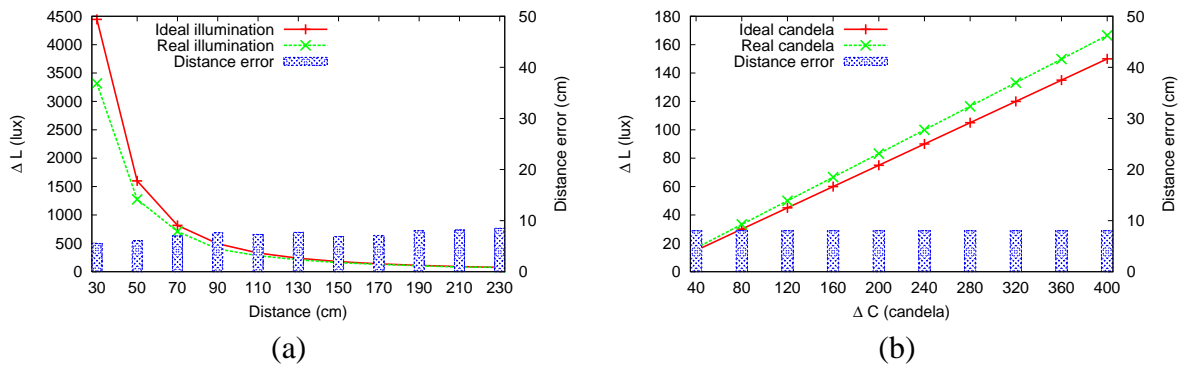 Ideal illumination
Real illumination
Distance error
4500
4000
3500
3000
2500
2000
1500
1000
500
0
Δ L (lux)
50
40
30
20
10
0
Distance error (cm)
30 50 70 90 110 130 150 170 190 210 230
Distance (cm)
(a)
Ideal candela
Real candela
Distance error
180
160
140
120
100
80
60
40
20
0
Δ L (lux)
50
40
30
20
10
0
Distance error (cm)
40 80 120 160 200 240 280 320 360 400
Δ C (candela)
(b)